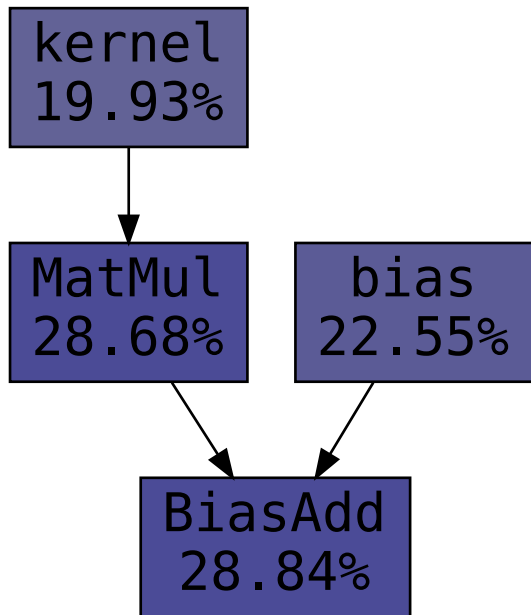 kernel
19.93%
MatMul
28.68%
bias
22.55%
BiasAdd
28.84%